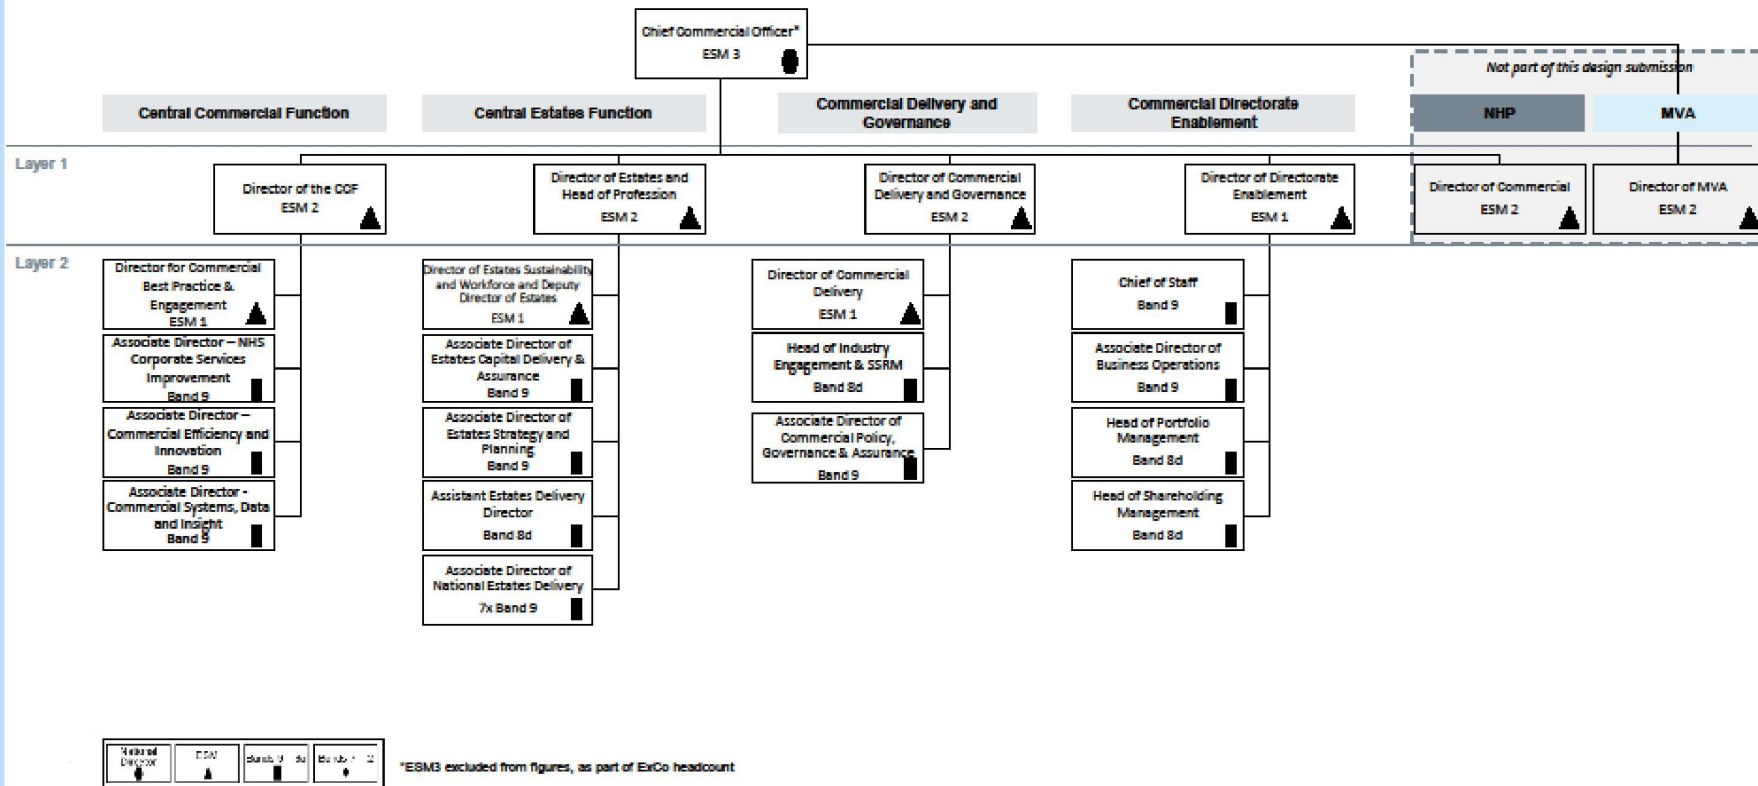 Chief Commercial Officer*
ESM 3
Not part of this design submission
Central Commercial Function
Central Estates Function
Commercial Delivery and
Governance
Commercial Directorate
Enablement
NHP
MVA
Layer 1
Director of the CCF
ESM 2
Director of Estates and
Head of Profession
ESM 2
Director of Commercial
Delivery and Governance
ESM 2
Director of Directorate
Enablement
ESM 1
Director of Commercial
ESM 2
Director of MVA
ESM 2
Layer 2
Director for Commercial
Best Practice &
Engagement
ESM 1
Associate Director – NHS
Corporate Services
Improvement
Band 9
Associate Director –
Commercial Efficiency and
Innovation
Band 9
Associate Director -
Commercial Systems, Data
and Insight
Band 9
Director of Estates Sustainability
and Workforce and Deputy
Director of Estates
ESM 1
Associate Director of
Estates Capital Delivery &
Assurance
Band 9
Associate Director of
Estates Strategy and
Planning
Band 9
Assistant Estates Delivery
Director
Band 8d
Associate Director of
National Estates Delivery
7x Band 9
Director of Commercial
Delivery
ESM 1
Head of Industry
Engagement & SSRM
Band 8d
Associate Director of
Commercial Policy,
Governance & Assurance
Band 9
Chief of Staff
Band 9
Associate Director of
Business Operations
Band 9
Head of Portfolio
Management
Band 8d
Head of Shareholding
Management
Band 8d
National
Director
ESM
Bands 9
*ESM3 excluded from figures, as part of ExCo headcount